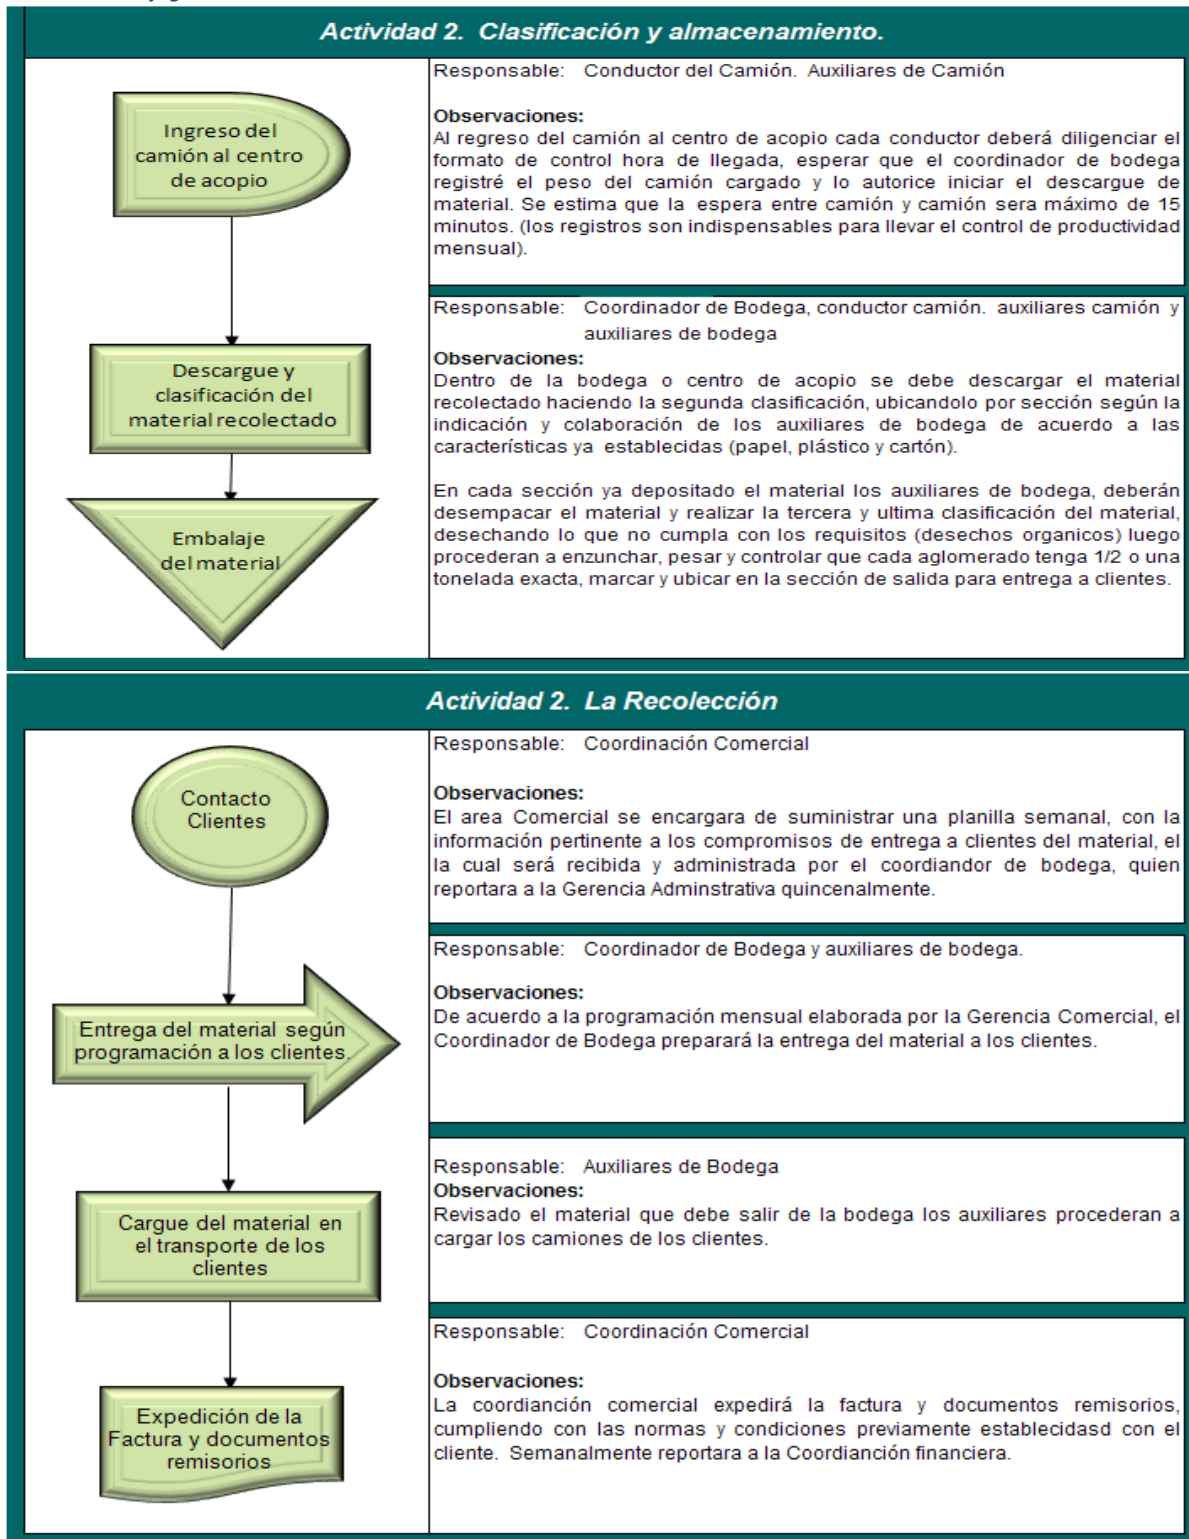 Actividad 2.  Clasificación y almacenamiento.
Ingreso del
camión al centro
de acopio
Responsable:   Conductor del Camión.  Auxiliares de Camión
Observaciones:
Al regreso del camión al centro de acopio cada conductor deberá diligenciar el
formato de control hora de llegada, esperar que el coordinador de bodega
registré el peso del camión cargado y lo autorice iniciar el descargue de
material. Se estima que la espera entre camión y camión sera máximo de 15
minutos. (los registros son indispensables para llevar el control de productividad
mensual).
Descargue y
clasificación del
material recolectado
Embalaje
del material
Responsable:   Coordinador de Bodega, conductor camión.  auxiliares camión y
auxiliares de bodega
Observaciones:
Dentro de la bodega o centro de acopio se debe descargar el material
recolectado haciendo la segunda clasificación, ubicandolo por sección según la
indicación y colaboración de los auxiliares de bodega de acuerdo a las
características ya  establecidas (papel, plástico y cartón).
En cada sección ya depositado el material los auxiliares de bodega, deberán
desempacar el material y realizar la tercera y ultima clasificación del material,
desechando lo que no cumpla con los requisitos (desechos organicos) luego
procederan a enzunchar, pesar y controlar que cada aglomerado tenga 1/2 o una
tonelada exacta, marcar y ubicar en la sección de salida para entrega a clientes.
Actividad 2.  La Recolección
Contacto
Clientes
Responsable:   Coordinación Comercial
Observaciones:
El area Comercial se encargara de suministrar una planilla semanal, con la
información pertinente a los compromisos de entrega a clientes del material, el
la cual será recibida y administrada por el coordiandor de bodega, quien
reportara a la Gerencia Adminstrativa quincenalmente.
Entrega del material según
programación a los clientes.
Responsable:   Coordinador de Bodega y auxiliares de bodega.
Observaciones:
De acuerdo a la programación mensual elaborada por la Gerencia Comercial, el
Coordinador de Bodega preparará la entrega del material a los clientes.
Cargue del material en
el transporte de los
clientes
Responsable:   Auxiliares de Bodega
Observaciones:
Revisado el material que debe salir de la bodega los auxiliares procederan a
cargar los camiones de los clientes.
Expedición de la
Factura y documentos
remisorios
Responsable:   Coordinación Comercial
Observaciones:
La coordianción comercial expedirá la factura y documentos remisorios,
cumpliendo con las normas y condiciones previamente establecidasd con el
cliente.  Semanalmente reportara a la Coordianción financiera.